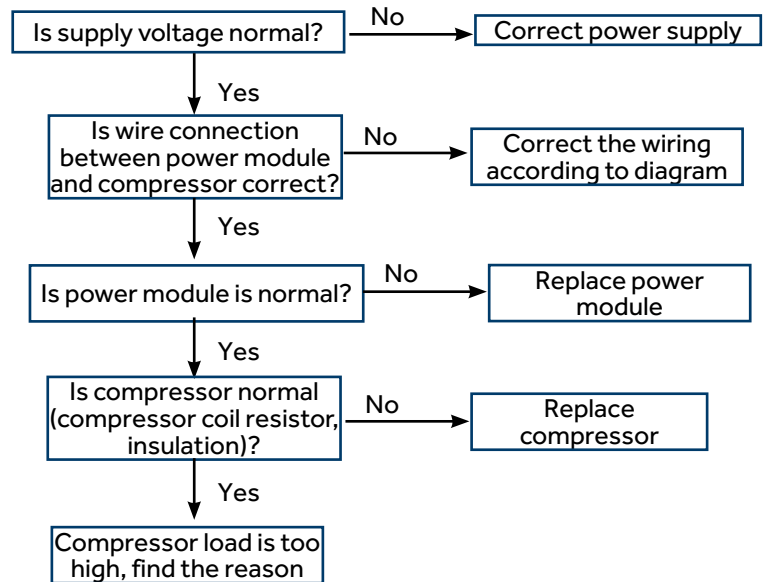 Is supply voltage normal?
No
Correct power supply
Yes
Is wire connection
between power module
and compressor correct?
No
Correct the wiring
according to diagram
Yes
Is power module is normal?
No
Replace power
module
Yes
Is compressor normal
(compressor coil resistor,
insulation)?
No
Replace
compressor
Yes
Compressor load is too
high, find the reason